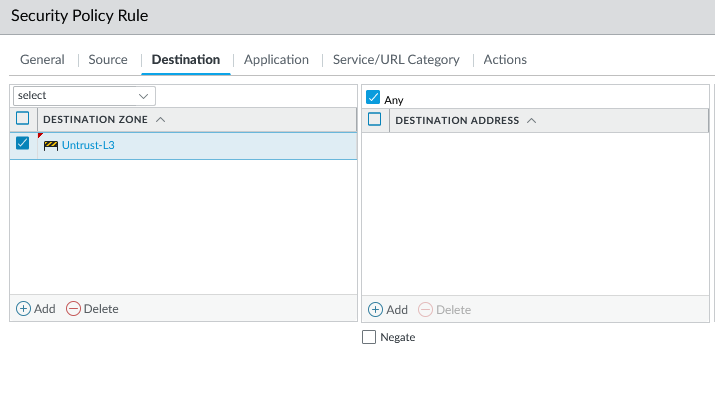 Security Policy Rule
General Source Destination Application Service/URL Category Actions
select
DESTINATION ZONE
Untrust-L3
Add Delete
Any
DESTINATION ADDRESS
Add Delete
Negate